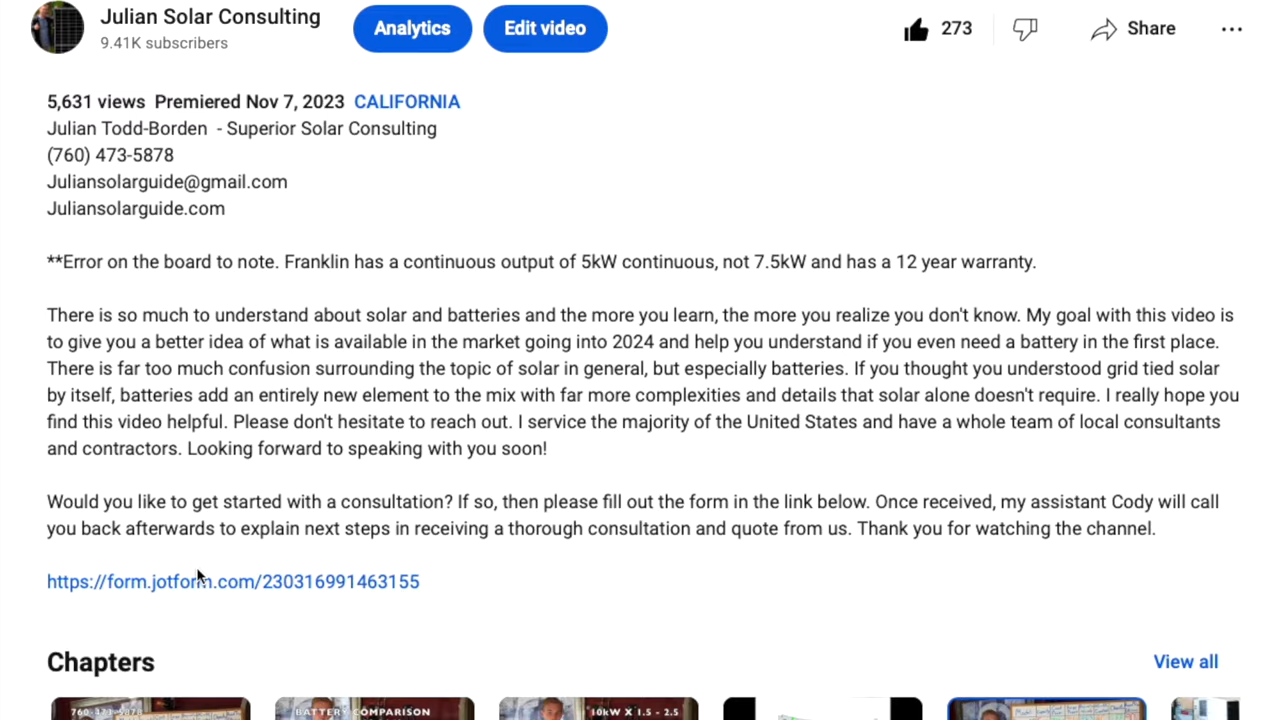 Julian Solar Consulting
9.41K subscribers
Analytics
Edit video
273
Share
5,631 views Premiered Nov 7, 2023 CALIFORNIA
Julian Todd-Borden - Superior Solar Consulting
(760) 473-5878
Juliansolarguide@gmail.com
Juliansolarguide.com
**Error on the board to note. Franklin has a continuous output of 5kW continuous, not 7.5kW and has a 12 year warranty.
There is so much to understand about solar and batteries and the more you learn, the more you realize you don't know. My goal with this video is
to give you a better idea of what is available in the market going into 2024 and help you understand if you even need a battery in the first place.
There is far too much confusion surrounding the topic of solar in general, but especially batteries. If you thought you understood grid tied solar
by itself, batteries add an entirely new element to the mix with far more complexities and details that solar alone doesn't require. I really hope you
find this video helpful. Please don't hesitate to reach out. I service the majority of the United States and have a whole team of local consultants
and contractors. Looking forward to speaking with you soon!
Would you like to get started with a consultation? If so, then please fill out the form in the link below. Once received, my assistant Cody will call
you back afterwards to explain next steps in receiving a thorough consultation and quote from us. Thank you for watching the channel.
https://form.jotform.com/230316991463155
Chapters
View all
BATTERY COMPARISON
10kW X 1.5 - 2.5